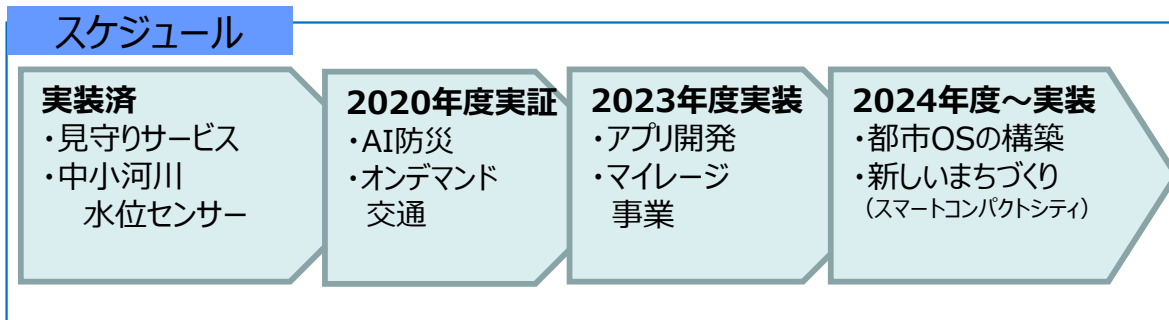 スケジュール
実装済
・見守りサービス
・中小河川
水位センサー
2020年度実証
・AI防災
・オンデマンド
交通
2023年度実装
・アプリ開発
・マイレージ
事業
2024年度～実装
・都市OSの構築
・新しいまちづくり
（スマートコンパクトシティ）